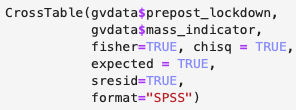 CrossTable(gvdata$prepost_lockdown,
gvdata$mass_indicator,
fisher=TRUE, chisq = TRUE,
expected = TRUE,
sresid=TRUE,
format="SPSS")